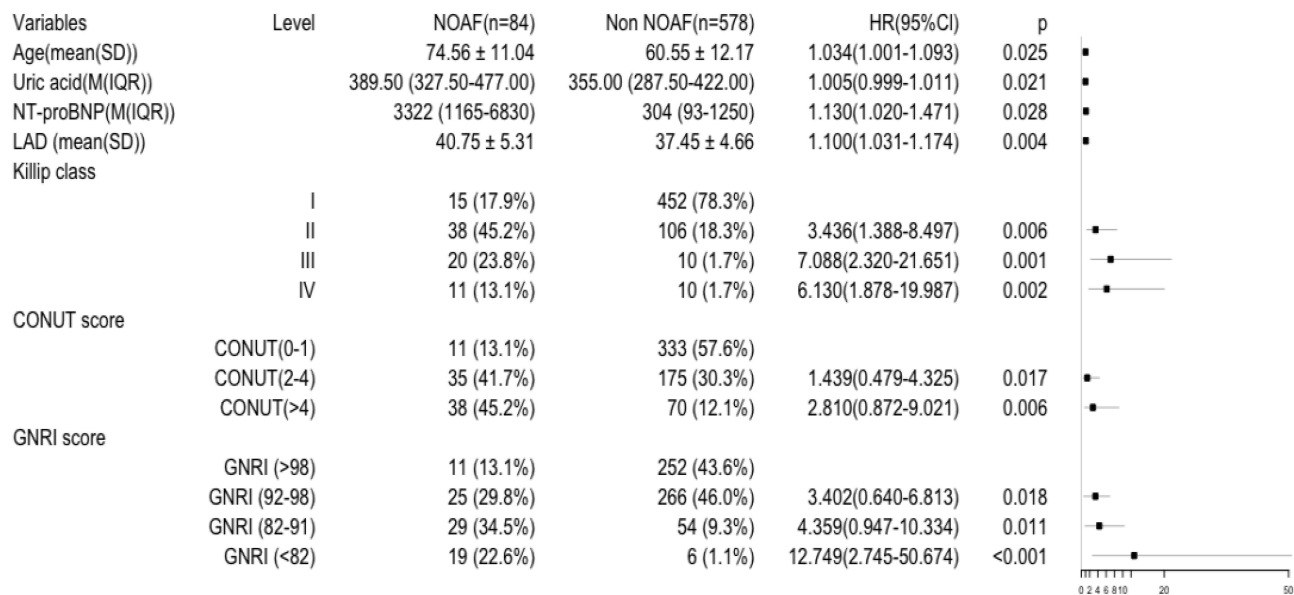 Variables Level NOAF(n=84) Non NOAF(n=578) HR(95%CI) p
Age(mean(SD)) 74.56 ± 11.04 60.55 ± 12.17 1.034(1.001-1.093) 0.025
Uric acid(M(IQR)) 389.50 (327.50-477.00) 355.00 (287.50-422.00) 1.005(0.999-1.011) 0.021
NT-proBNP(M(IQR)) 3322 (1165-6830) 304 (93-1250) 1.130(1.020-1.471) 0.028
LAD (mean(SD)) 40.75 ± 5.31 37.45 ± 4.66 1.100(1.031-1.174) 0.004
Killip class
I 15 (17.9%) 452 (78.3%)
II 38 (45.2%) 106 (18.3%) 3.436(1.388-8.497) 0.006
III 20 (23.8%) 10 (1.7%) 7.088(2.320-21.651) 0.001
IV 11 (13.1%) 10 (1.7%) 6.130(1.878-19.987) 0.002
CONUT score
CONUT(0-1) 11 (13.1%) 333 (57.6%)
CONUT(2-4) 35 (41.7%) 175 (30.3%) 1.439(0.479-4.325) 0.017
CONUT(>4) 38 (45.2%) 70 (12.1%) 2.810(0.872-9.021) 0.006
GNRI score
GNRI (>98) 11 (13.1%) 252 (43.6%)
GNRI (92-98) 25 (29.8%) 266 (46.0%) 3.402(0.640-6.813) 0.018
GNRI (82-91) 29 (34.5%) 54 (9.3%) 4.359(0.947-10.334) 0.011
GNRI (<82) 19 (22.6%) 6 (1.1%) 12.749(2.745-50.674) <0.001
0 2 4 6 8 10 20 50